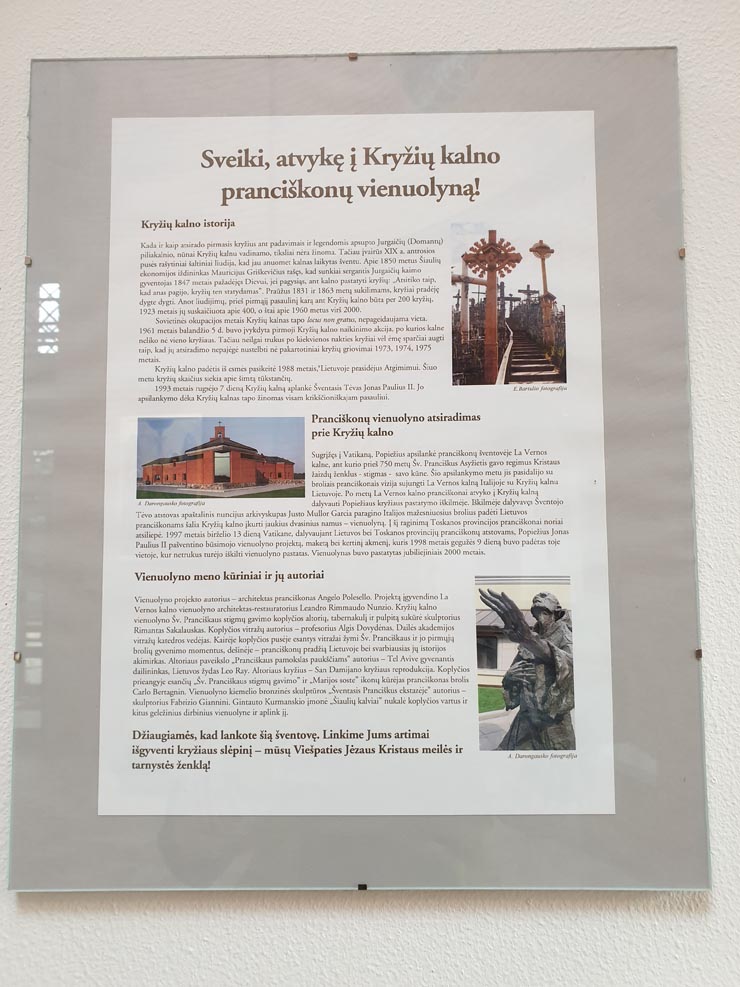 Sveiki, atvykę į Kryžių kalno
pranciškonų vienuolyną!
Kryžių kalno istorija
Kada ir kaip atsirado pirmasis kryžius ant padavimais ir legendomis apsupto Jurgaičių (Domantų)
piliakalnio, nūnai Kryžių kalnu vadinamo, tiksliai nėra žinoma. Tačiau įvairūs XIX a. antrosios
pusės rašytiniai šaltiniai liudija, kad jau anuomet kalnas laikytas šventu. Apie 1850 metus Šiaulių
ekonomijos iždininkas Mauricijus Griškevičius rašęs, kad sunkiai sergantis Jurgaičių kaimo
gyventojas 1847 metais pažadėjęs Dievui, jei pagysiąs, ant kalno pastatyti kryžių: „Atsitiko taip,
kad anas pagijo, kryžių ten statydamas". Praūžus 1831 ir 1863 metų sukilimams, kryžiai pradėję
dygte dygti. Anot liudijimų, prieš pirmąjį pasaulinį karą ant Kryžių kalno būta per 200 kryžių,
1923 metais jų suskaičiuota apie 400, o štai apie 1960 metus virš 2000.
Sovietinės okupacijos metais Kryžių kalnas tapo locus non gratus, nepageidaujama vieta.
1961 metais balandžio 5 d. buvo įvykdyta pirmoji Kryžių kalno naikinimo akcija, po kurios kalne
neliko nė vieno kryžiaus. Tačiau neilgai trukus po kiekvienos nakties kryžiai vėl ėmę sparčiai augti
taip, kad jų atsiradimo nepajėgė nustelbti nė pakartotiniai kryžių griovimai 1973, 1974, 1975
metais.
Kryžių kalno padėtis iš esmės pasikeitė 1988 metais, Lietuvoje prasidėjus Atgimimui. Šiuo
metu kryžių skaičius siekia apie šimtą tūkstančių.
1993 metais rugsėjo 7 dieną Kryžių kalną aplankė Šventasis Tėvas Jonas Paulius II. Jo
apsilankymo dėka Kryžių kalnas tapo žinomas visam krikščioniškajam pasauliui.
E. Bartulio fotografija
Pranciškonų vienuolyno atsiradimas
prie Kryžių kalno
Sugrįžęs į Vatikaną, Popiežius apsilankė pranciškonų šventovėje La Vernos
kalne, ant kurio prieš 750 metų Šv. Pranciškus Asyžietis gavo regimus Kristaus
žaizdų ženklus - stigmas - savo kūne. Šio apsilankymo metu jis pasidalijo su
broliais pranciškonais vizija sujungti La Vernos kalną Italijoje su Kryžių kalnu
Lietuvoje. Po metų La Vernos kalno pranciškonai atvyko į Kryžių kalną
dalyvauti Popiežiaus kryžiaus pastatymo iškilmėje. Iškilmėje dalyvavęs Šventojo
A. Darongausko fotografija
Tėvo atstovas apaštalinis nuncijus arkivyskupas Justo Mullor Garcia paragino Italijos mažesniuosius brolius padėti Lietuvos
pranciškonams šalia Kryžių kalno įkurti jaukius dvasinius namus – vienuolyną. Į šį raginimą Toskanos provincijos pranciškonai noriai
atsiliepė. 1997 metais birželio 13 dieną Vatikane, dalyvaujant Lietuvos bei Toskanos provincijų pranciškonų atstovams, Popiežius Jonas
Paulius II pašventino būsimojo vienuolyno projektą, maketą bei kertinį akmenį, kuris 1998 metais gegužės 9 dieną buvo padėtas toje
vietoje, kur netrukus turėjo iškilti vienuolyno pastatas. Vienuolynas buvo pastatytas jubiliejiniais 2000 metais.
Vienuolyno meno kūriniai ir jų autoriai
Vienuolyno projekto autorius – architektas pranciškonas Angelo Polesello. Projektą įgyvendino La
Vernos kalno vienuolyno architektas-restauratorius Leandro Rimmaudo Nunzio. Kryžių kalno
vienuolyno Šv. Pranciškaus stigmų gavimo koplyčios altorių, tabernakulį ir pulpitą sukūrė skulptorius
Rimantas Sakalauskas. Koplyčios vitražų autorius – profesorius Algis Dovydėnas, Dailės akademijos
vitražų katedros vedėjas. Kairėje koplyčios pusėje esantys vitražai žymi Šv. Pranciškaus ir jo pirmųjų
brolių gyvenimo momentus, dešinėje – pranciškonų pradžią Lietuvoje bei svarbiausias jų istorijos
akimirkas. Altoriaus paveikslo „Pranciškaus pamokslas paukščiams" autorius – Tel Avive gyvenantis
dailininkas, Lietuvos žydas Leo Ray. Altoriaus kryžius – San Damijano kryžiaus reprodukcija. Koplyčios
prieangyje esančių „Šv. Pranciškaus stigmų gavimo" ir „Marijos soste" ikonų kūrėjas pranciškonas brolis
Carlo Bertagnin. Vienuolyno kiemelio bronzinės skulptūros „Šventasis Pranciškus ekstazėje" autorius –
skulptorius Fabrizio Giannini. Gintauto Kurmanskio įmonė „Šiaulių kalviai" nukalė koplyčios vartus ir
kitus geležinius dirbinius vienuolyne ir aplink jį.
A. Darongausko fotografija
Džiaugiamės, kad lankote šią šventovę. Linkime Jums artimai
išgyventi kryžiaus slėpinį – mūsų Viešpaties Jėzaus Kristaus meilės ir
tarnystės ženklą!